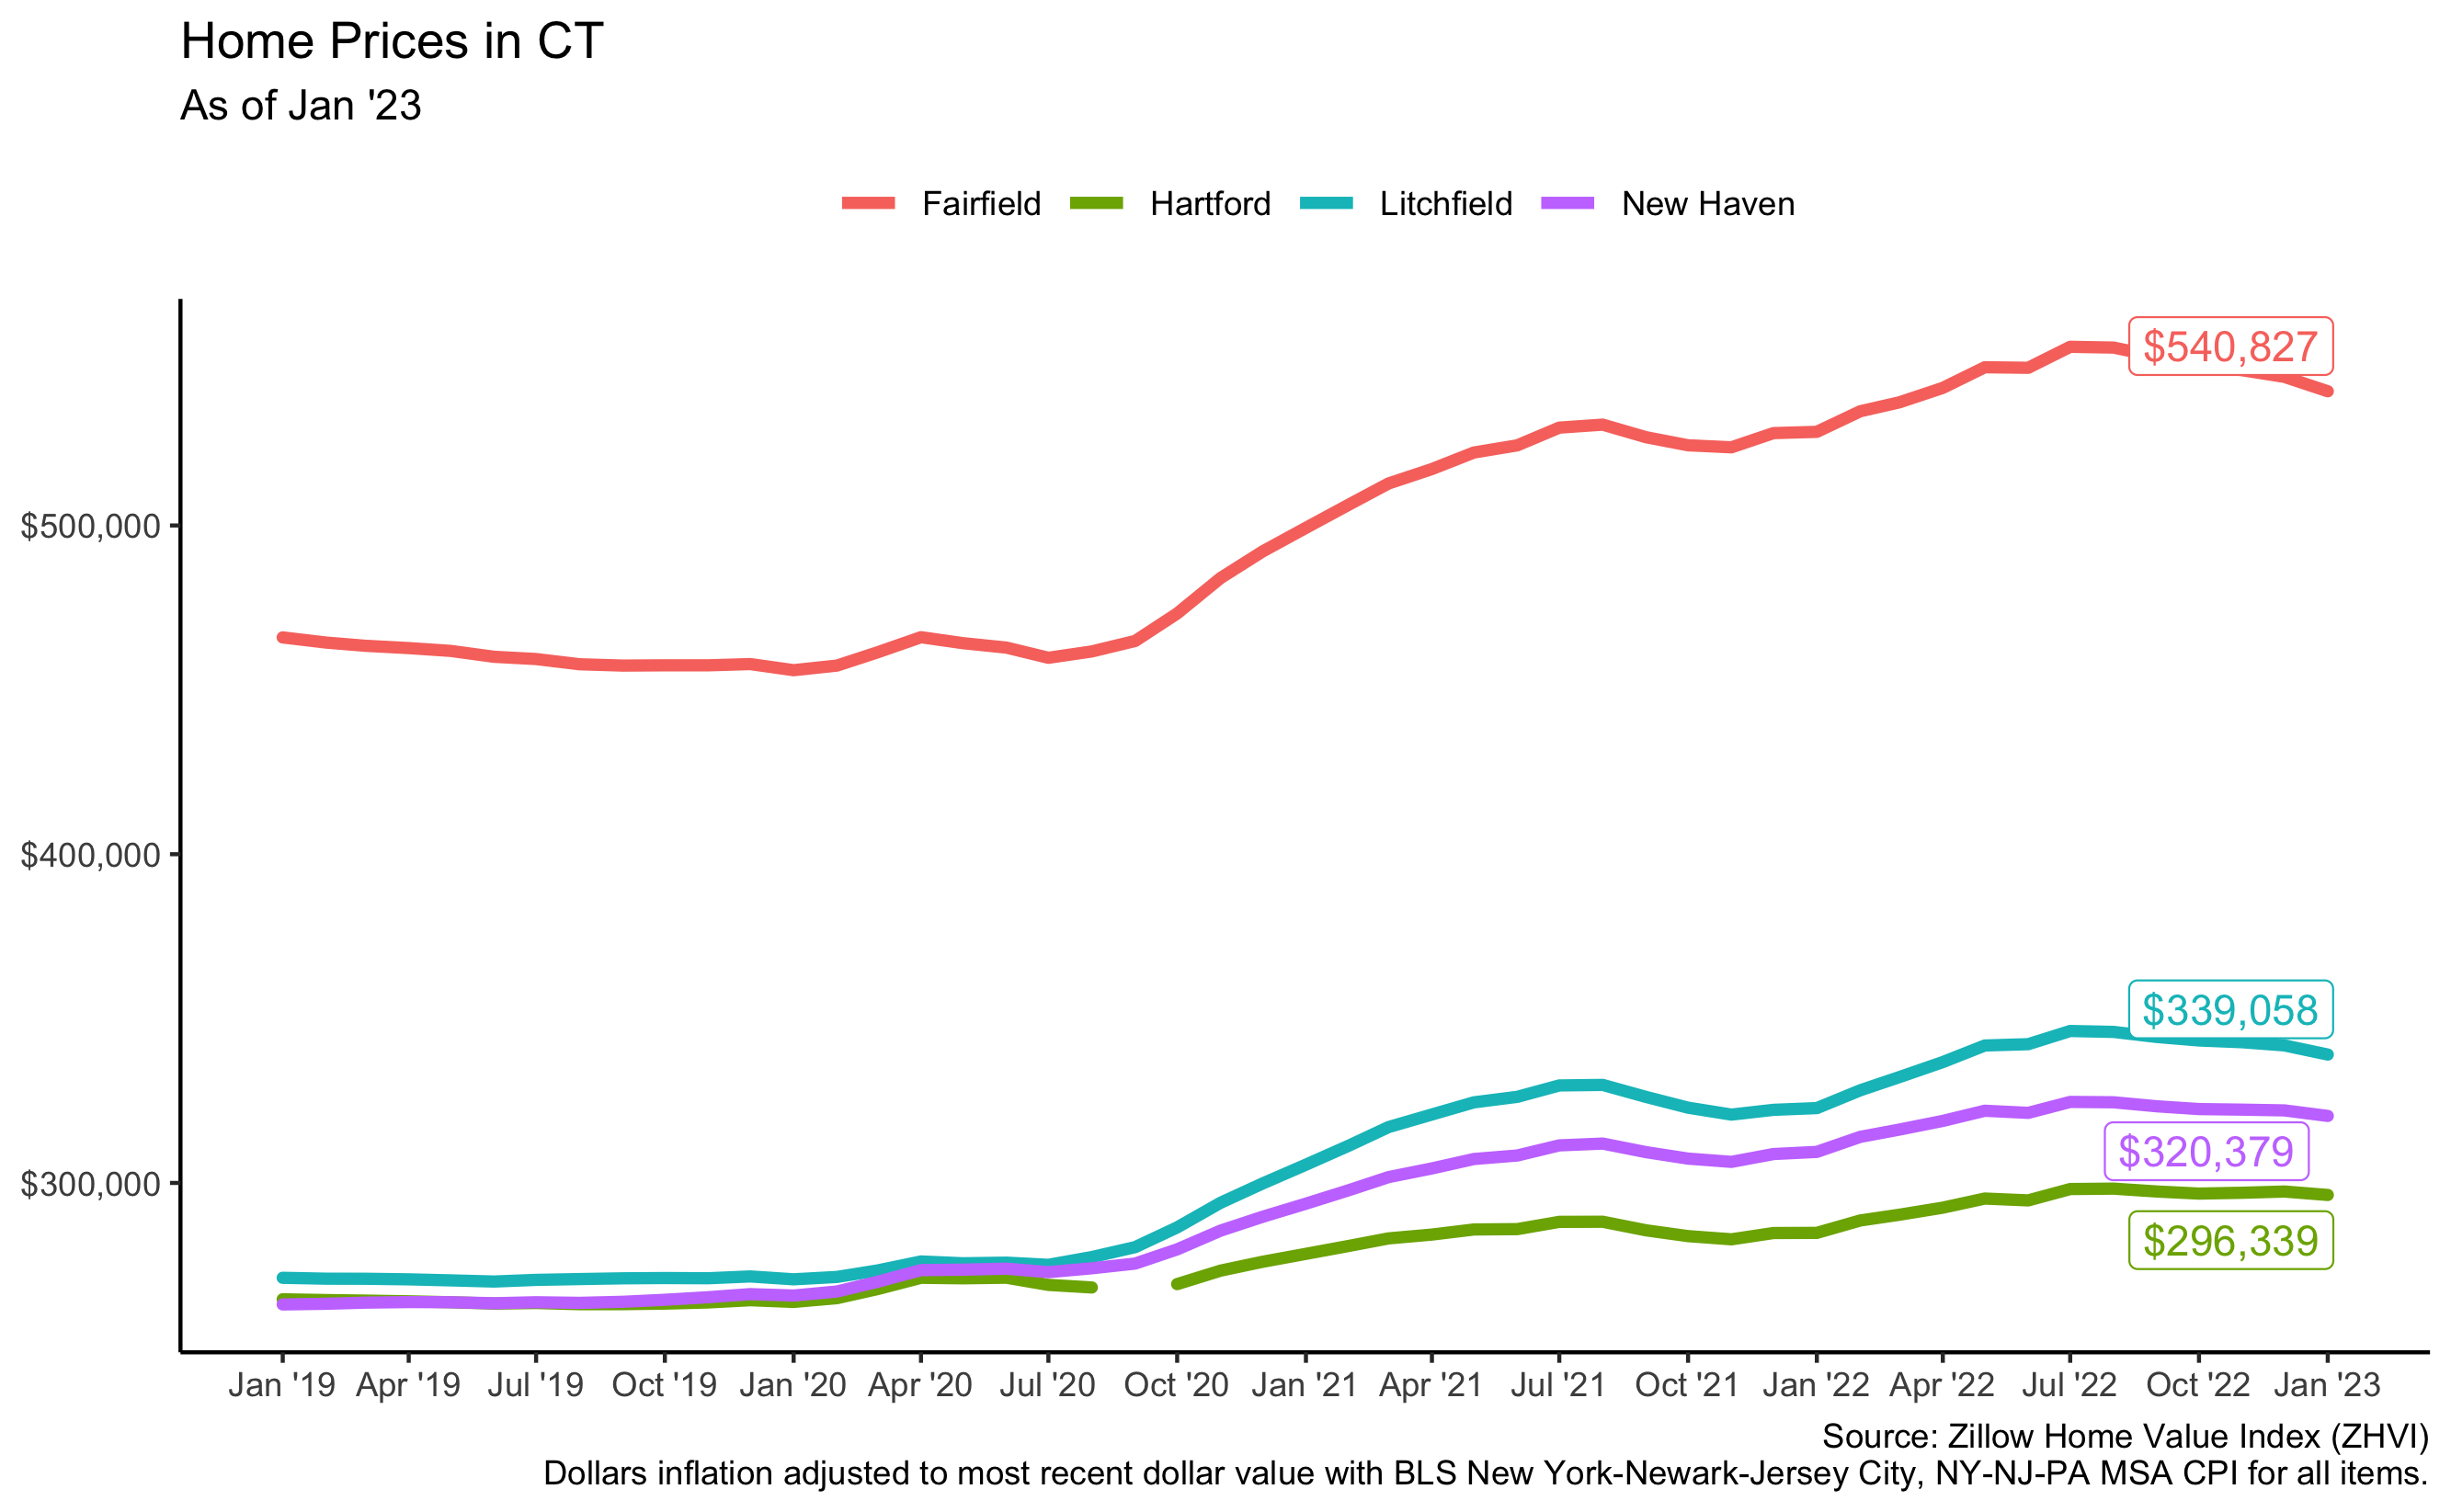 Home Prices in CT
As of Jan '23
Fairfield Hartford Litchfield New Haven
$540,827
$500,000
$400,000
$339,058
$320,379
$300,000
$296,339
Jan '19 Apr '19 Jul '19 Oct '19 Jan '20 Apr '20 Jul '20 Oct '20 Jan '21 Apr '21 Jul '21 Oct '21 Jan '22 Apr '22 Jul '22 Oct '22 Jan '23
Source: Zillow Home Value Index (ZHVI)
Dollars inflation adjusted to most recent dollar value with BLS New York-Newark-Jersey City, NY-NJ-PA MSA CPI for all items.